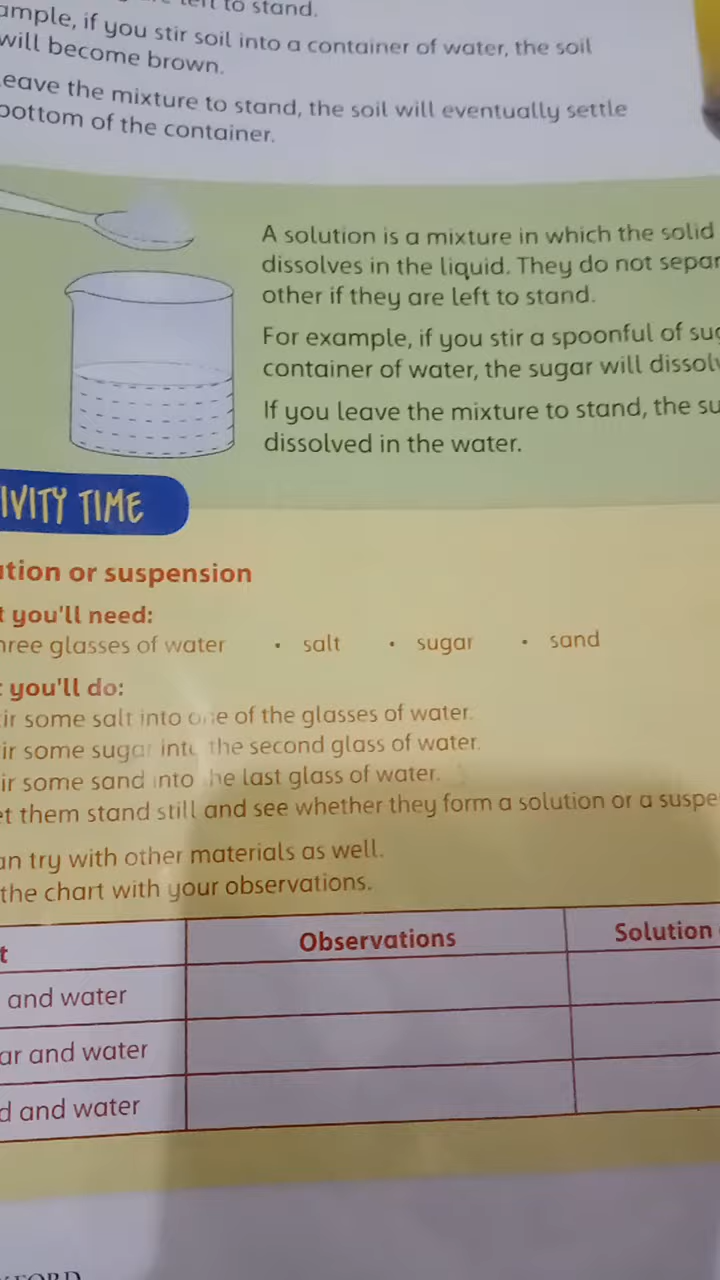 to stand.
ample, if you stir soil into a container of water, the soil
will become brown.
eave the mixture to stand, the soil will eventually settle
bottom of the container.
A solution is a mixture in which the solid
dissolves in the liquid. They do not separ
other if they are left to stand.
For example, if you stir a spoonful of sug
container of water, the sugar will dissolv
If you leave the mixture to stand, the su
dissolved in the water.
IVITY TIME
ution or suspension
t you'll need:
hree glasses of water • salt • sugar • sand
t you'll do:
ir some salt into one of the glasses of water.
ir some sugar into the second glass of water.
ir some sand into the last glass of water.
et them stand still and see whether they form a solution or a suspe
an try with other materials as well.
the chart with your observations.
t Observations Solution
and water
ar and water
d and water